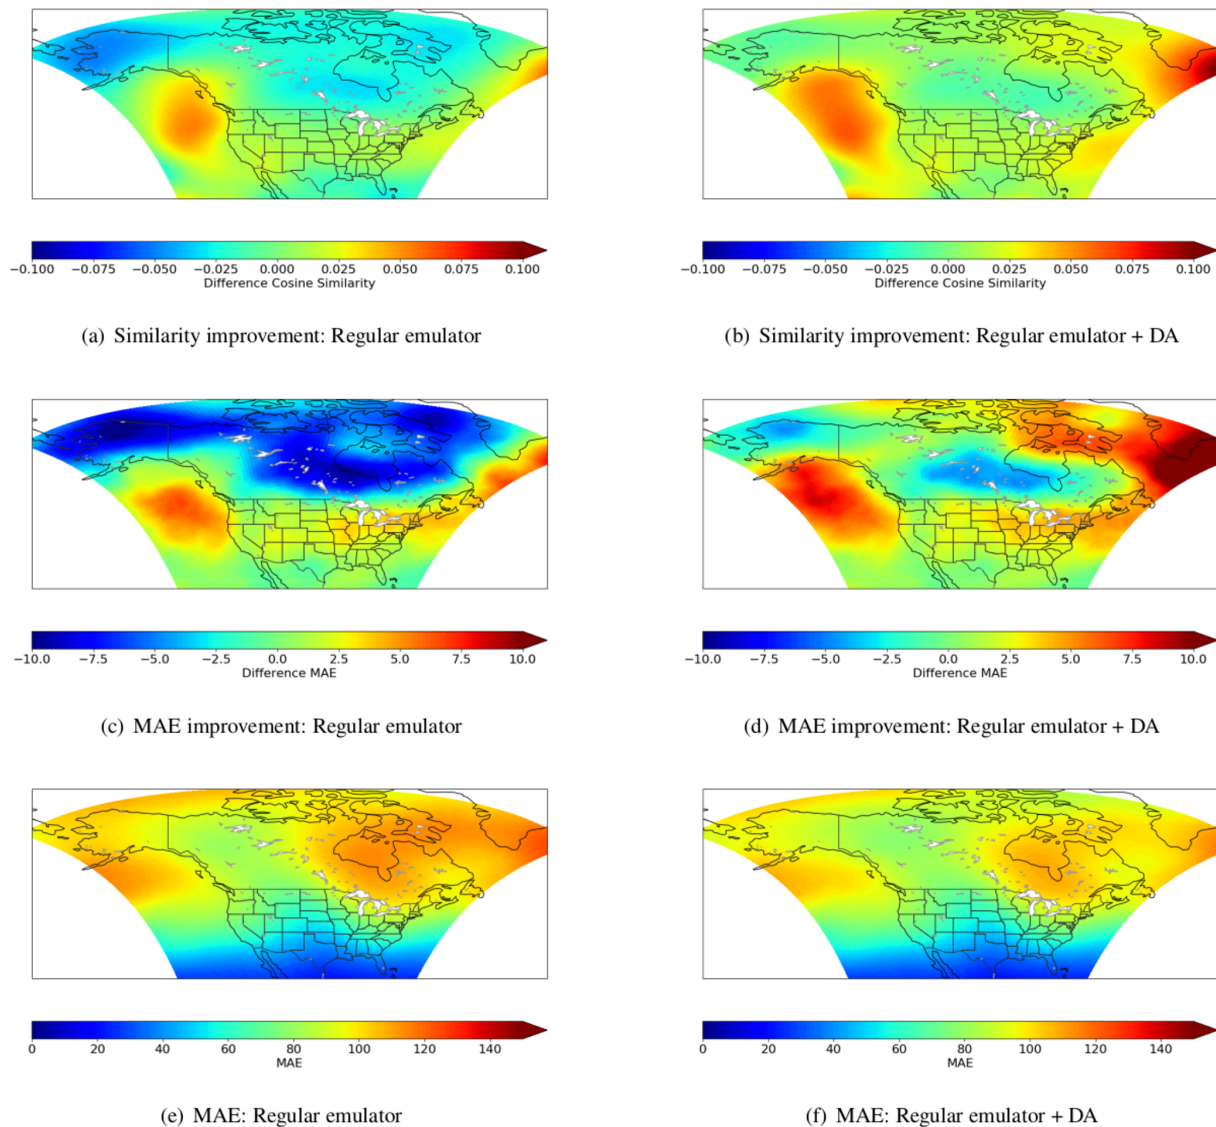 −0.100 −0.075 −0.050 −0.025 0.000 0.025 0.050 0.075 0.100
Difference Cosine Similarity
(a) Similarity improvement: Regular emulator
−0.100 −0.075 −0.050 −0.025 0.000 0.025 0.050 0.075 0.100
Difference Cosine Similarity
(b) Similarity improvement: Regular emulator + DA
−10.0 −7.5 −5.0 −2.5 0.0 2.5 5.0 7.5 10.0
Difference MAE
(c) MAE improvement: Regular emulator
−10.0 −7.5 −5.0 −2.5 0.0 2.5 5.0 7.5 10.0
Difference MAE
(d) MAE improvement: Regular emulator + DA
0 20 40 60 80 100 120 140
MAE
(e) MAE: Regular emulator
0 20 40 60 80 100 120 140
MAE
(f) MAE: Regular emulator + DA